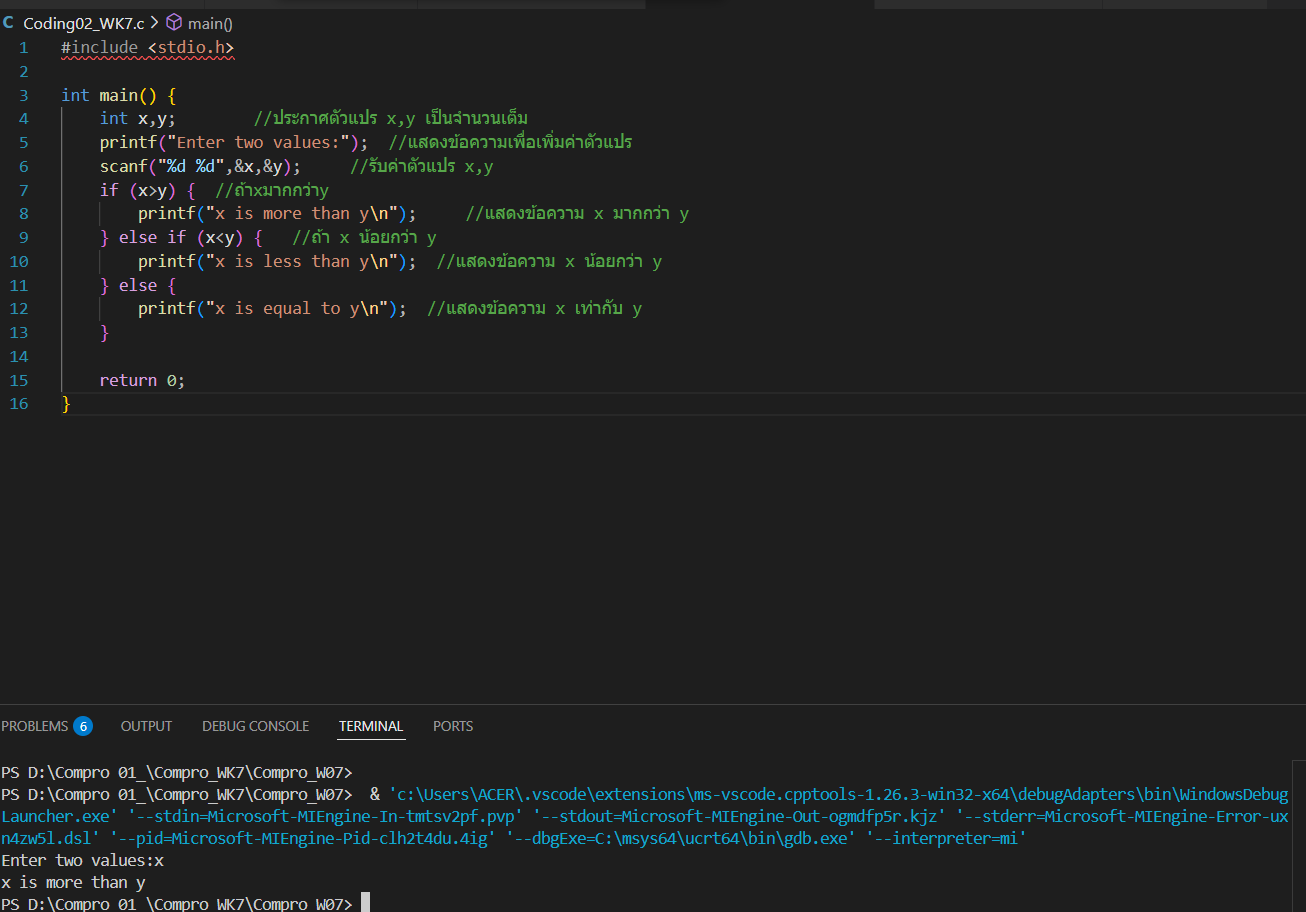 C Coding02_WK7.c > main()
1 #include <stdio.h>
2
3 int main() {
4 int x,y; //ประกาศตัวแปร x,y เป็นจำนวนเต็ม
5 printf("Enter two values:"); //แสดงข้อความเพื่อเพิ่มค่าตัวแปร
6 scanf("%d %d",&x,&y); //รับค่าตัวแปร x,y
7 if (x>y) { //ถ้าxมากกว่าy
8 printf("x is more than y\n"); //แสดงข้อความ x มากกว่า y
9 } else if (x<y) { //ถ้า x น้อยกว่า y
10 printf("x is less than y\n"); //แสดงข้อความ x น้อยกว่า y
11 } else {
12 printf("x is equal to y\n"); //แสดงข้อความ x เท่ากับ y
13 }
14
15 return 0;
16 }
PROBLEMS 6 OUTPUT DEBUG CONSOLE TERMINAL PORTS
PS D:\Compro 01_\Compro_WK7\Compro_W07>
PS D:\Compro 01_\Compro_WK7\Compro_W07> & 'c:\Users\ACER\.vscode\extensions\ms-vscode.cpptools-1.26.3-win32-x64\debugAdapters\bin\WindowsDebug
Launcher.exe' '--stdin=Microsoft-MIEngine-In-tmtsv2pf.pvp' '--stdout=Microsoft-MIEngine-Out-ogmdfp5r.kjz' '--stderr=Microsoft-MIEngine-Error-ux
n4zw5l.dsl' '--pid=Microsoft-MIEngine-Pid-clh2t4du.4ig' '--dbgExe=C:\msys64\ucrt64\bin\gdb.exe' '--interpreter=mi'
Enter two values:x
x is more than y
PS D:\Compro 01_\Compro_WK7\Compro_W07>